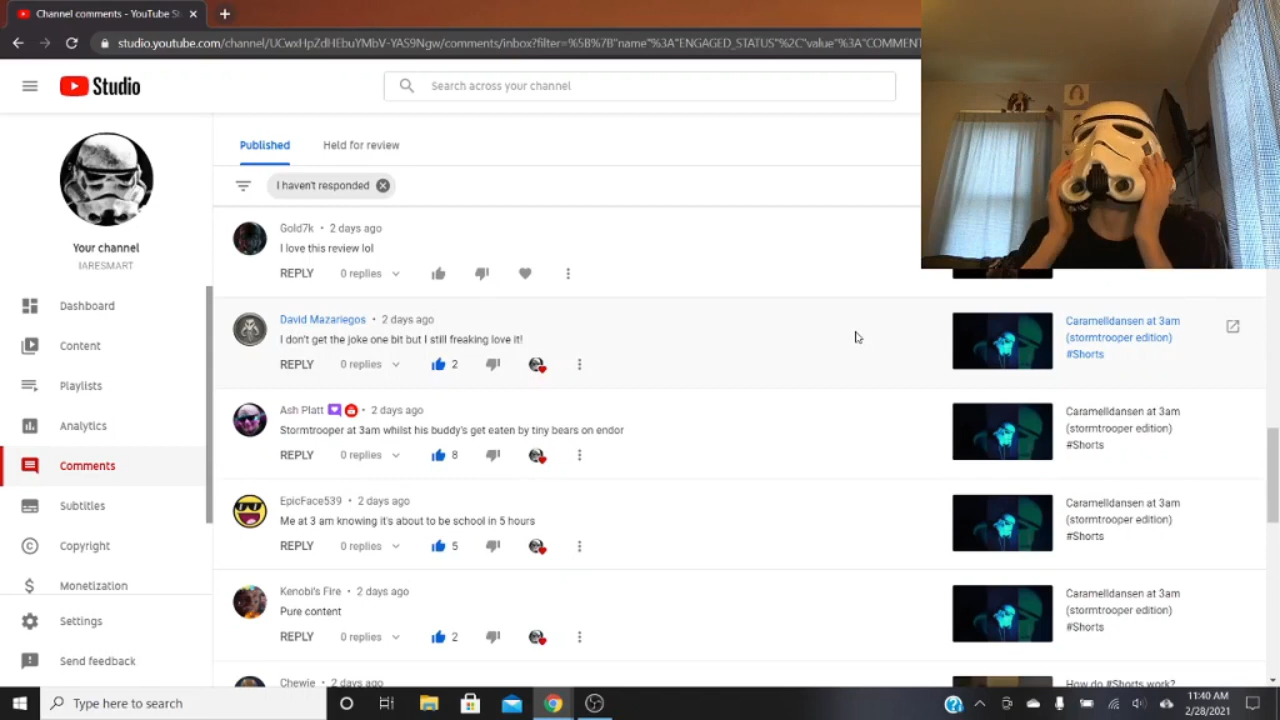 Channel comments - YouTube St
studio.youtube.com/channel/UCwxHpZdHEbuYMbV-YAS9Ngw/comments/inbox?filter=%5B%7B"name"%3A"ENGAGED_STATUS"%2C"value"%3A"COMMENT
Studio
Search across your channel
Your channel
IARESMART
Dashboard
Content
Playlists
Analytics
Comments
Subtitles
Copyright
Monetization
Settings
Send feedback
Published
Held for review
I haven't responded
Gold7k • 2 days ago
I love this review lol
REPLY 0 replies
David Mazariegos • 2 days ago
I don't get the joke one bit but I still freaking love it!
REPLY 0 replies 2
Caramelldansen at 3am
(stormtrooper edition)
#Shorts
Ash Platt • 2 days ago
Stormtrooper at 3am whilst his buddy's get eaten by tiny bears on endor
REPLY 0 replies 8
Caramelldansen at 3am
(stormtrooper edition)
#Shorts
EpicFace539 • 2 days ago
Me at 3 am knowing it's about to be school in 5 hours
REPLY 0 replies 5
Caramelldansen at 3am
(stormtrooper edition)
#Shorts
Kenobi's Fire • 2 days ago
Pure content
REPLY 0 replies 2
Caramelldansen at 3am
(stormtrooper edition)
#Shorts
Chewie • 2 days ago
How do #Shorts work?
Type here to search
11:40 AM
2/28/2021